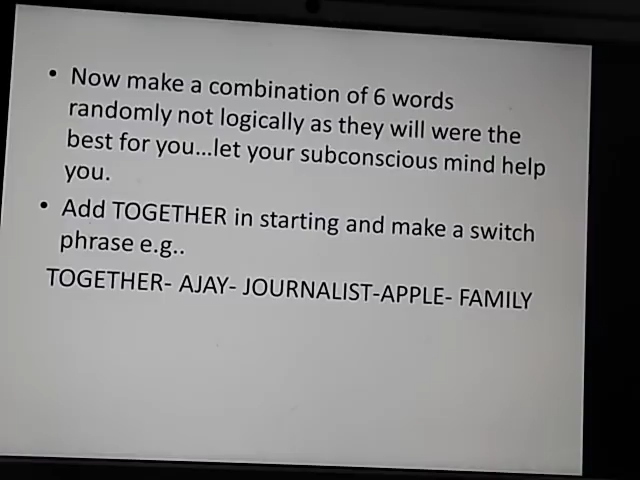 • Now make a combination of 6 words
randomly not logically as they will were the
best for you...let your subconscious mind help
you.
• Add TOGETHER in starting and make a switch
phrase e.g..
TOGETHER- AJAY- JOURNALIST-APPLE- FAMILY